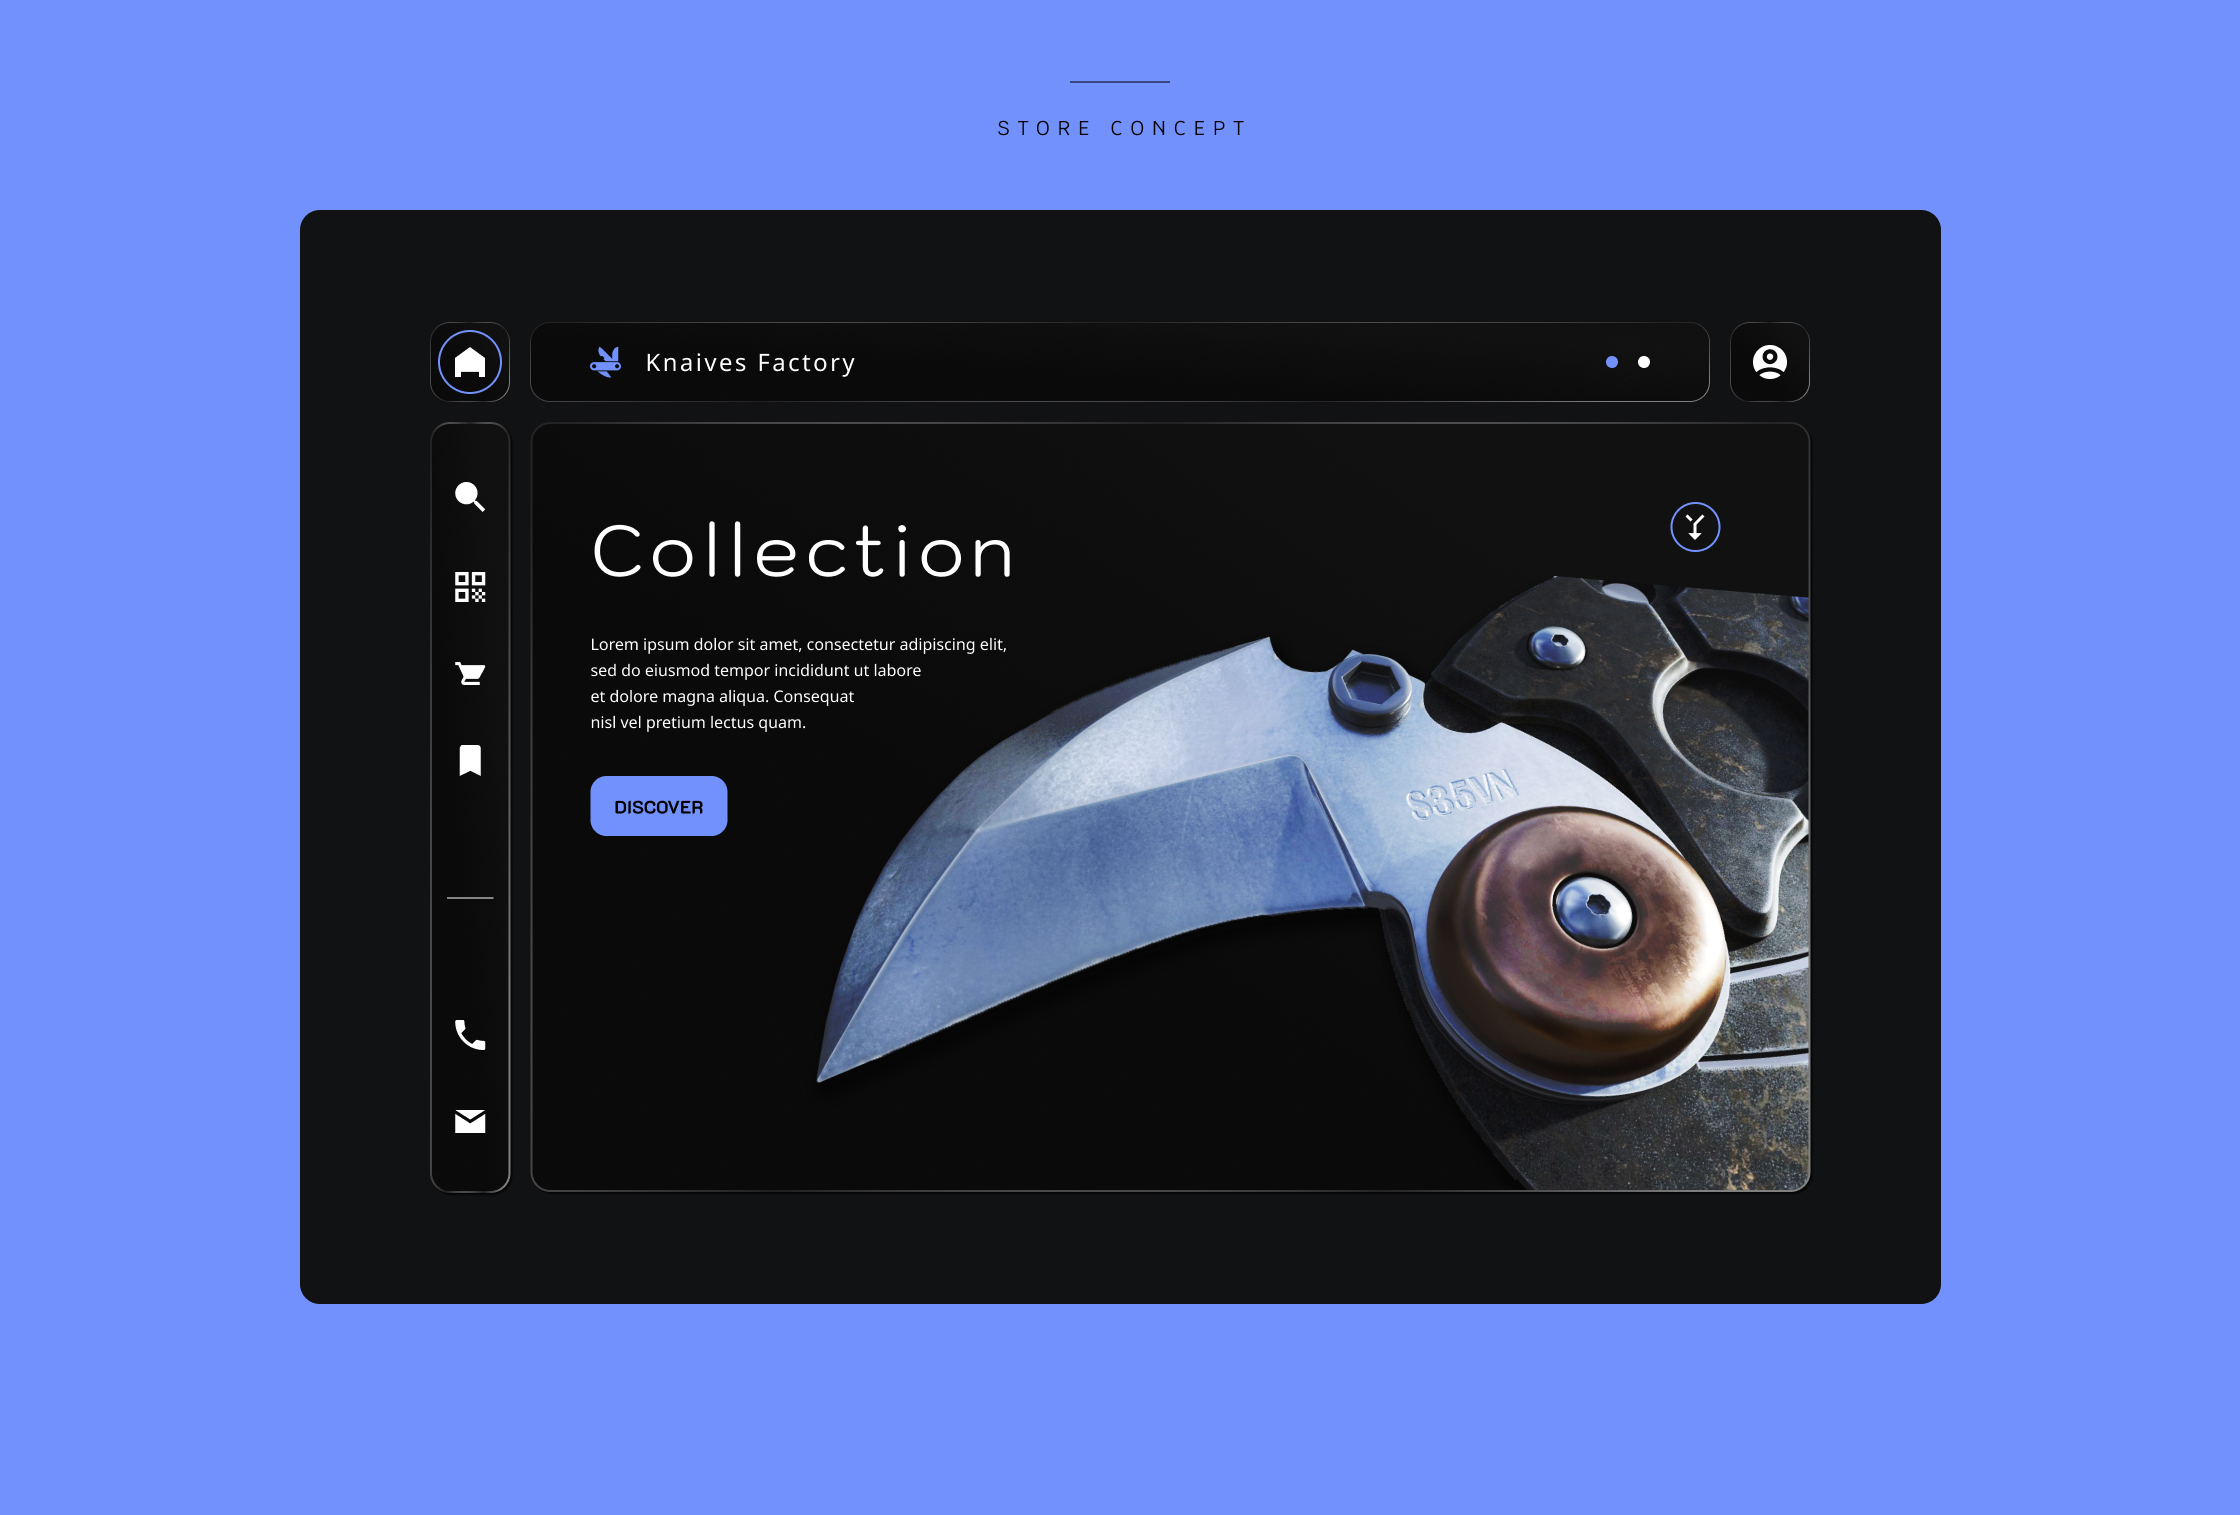 STORE CONCEPT
Knaives Factory
Collection
Lorem ipsum dolor sit amet, consectetur adipiscing elit,
sed do eiusmod tempor incididunt ut labore
et dolore magna aliqua. Consequat
nisl vel pretium lectus quam.
DISCOVER
S35VN